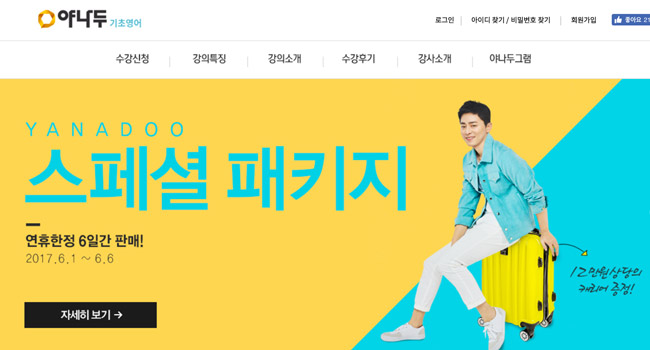 야나두 기초영어
로그인 | 아이디 찾기 / 비밀번호 찾기 | 회원가입
좋아요 21
수강신청 | 강의특징 | 강의소개 | 수강후기 | 강사소개 | 야나두그램
YANADOO
스페셜 패키지
연휴한정 6일간 판매!
2017.6.1 ~ 6.6
12만원상당의
캐리어 증정!
자세히 보기 →